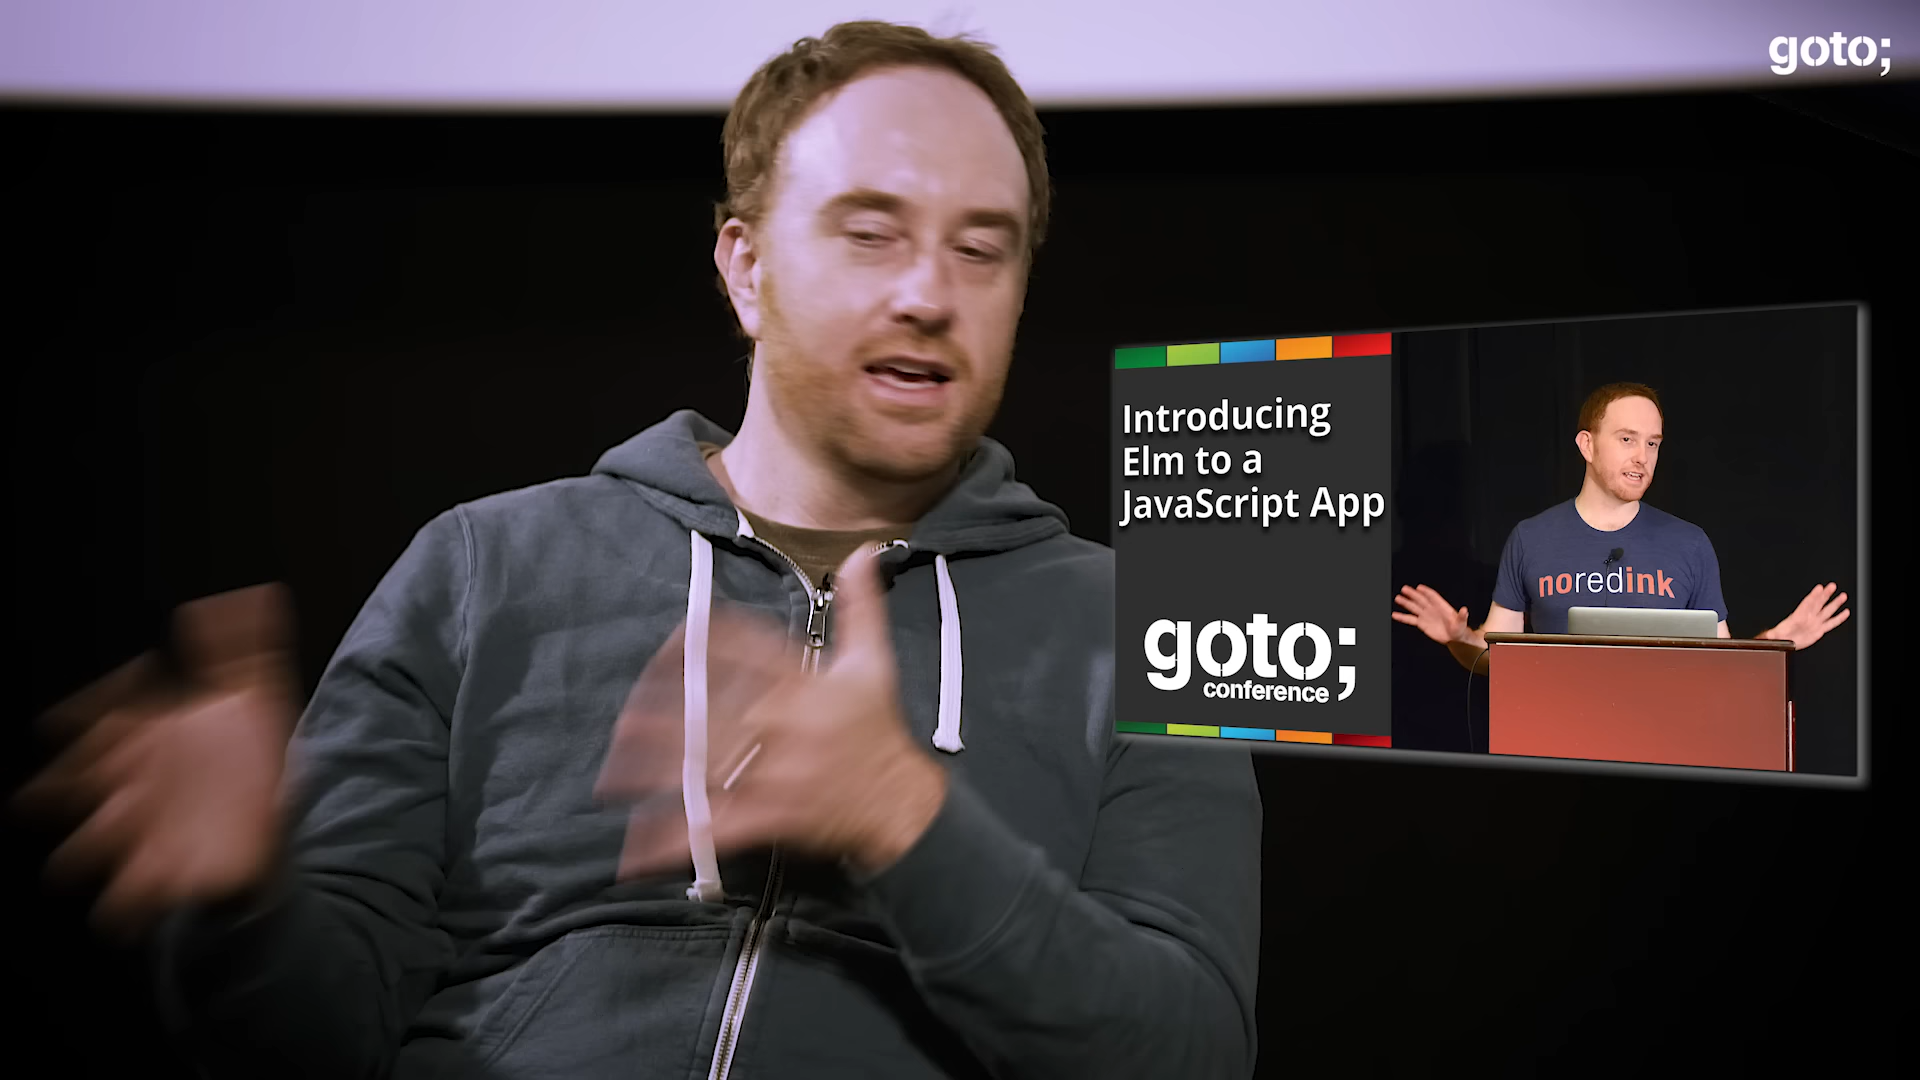 goto;
Introducing
Elm to a
JavaScript App
noredink
goto;
conference